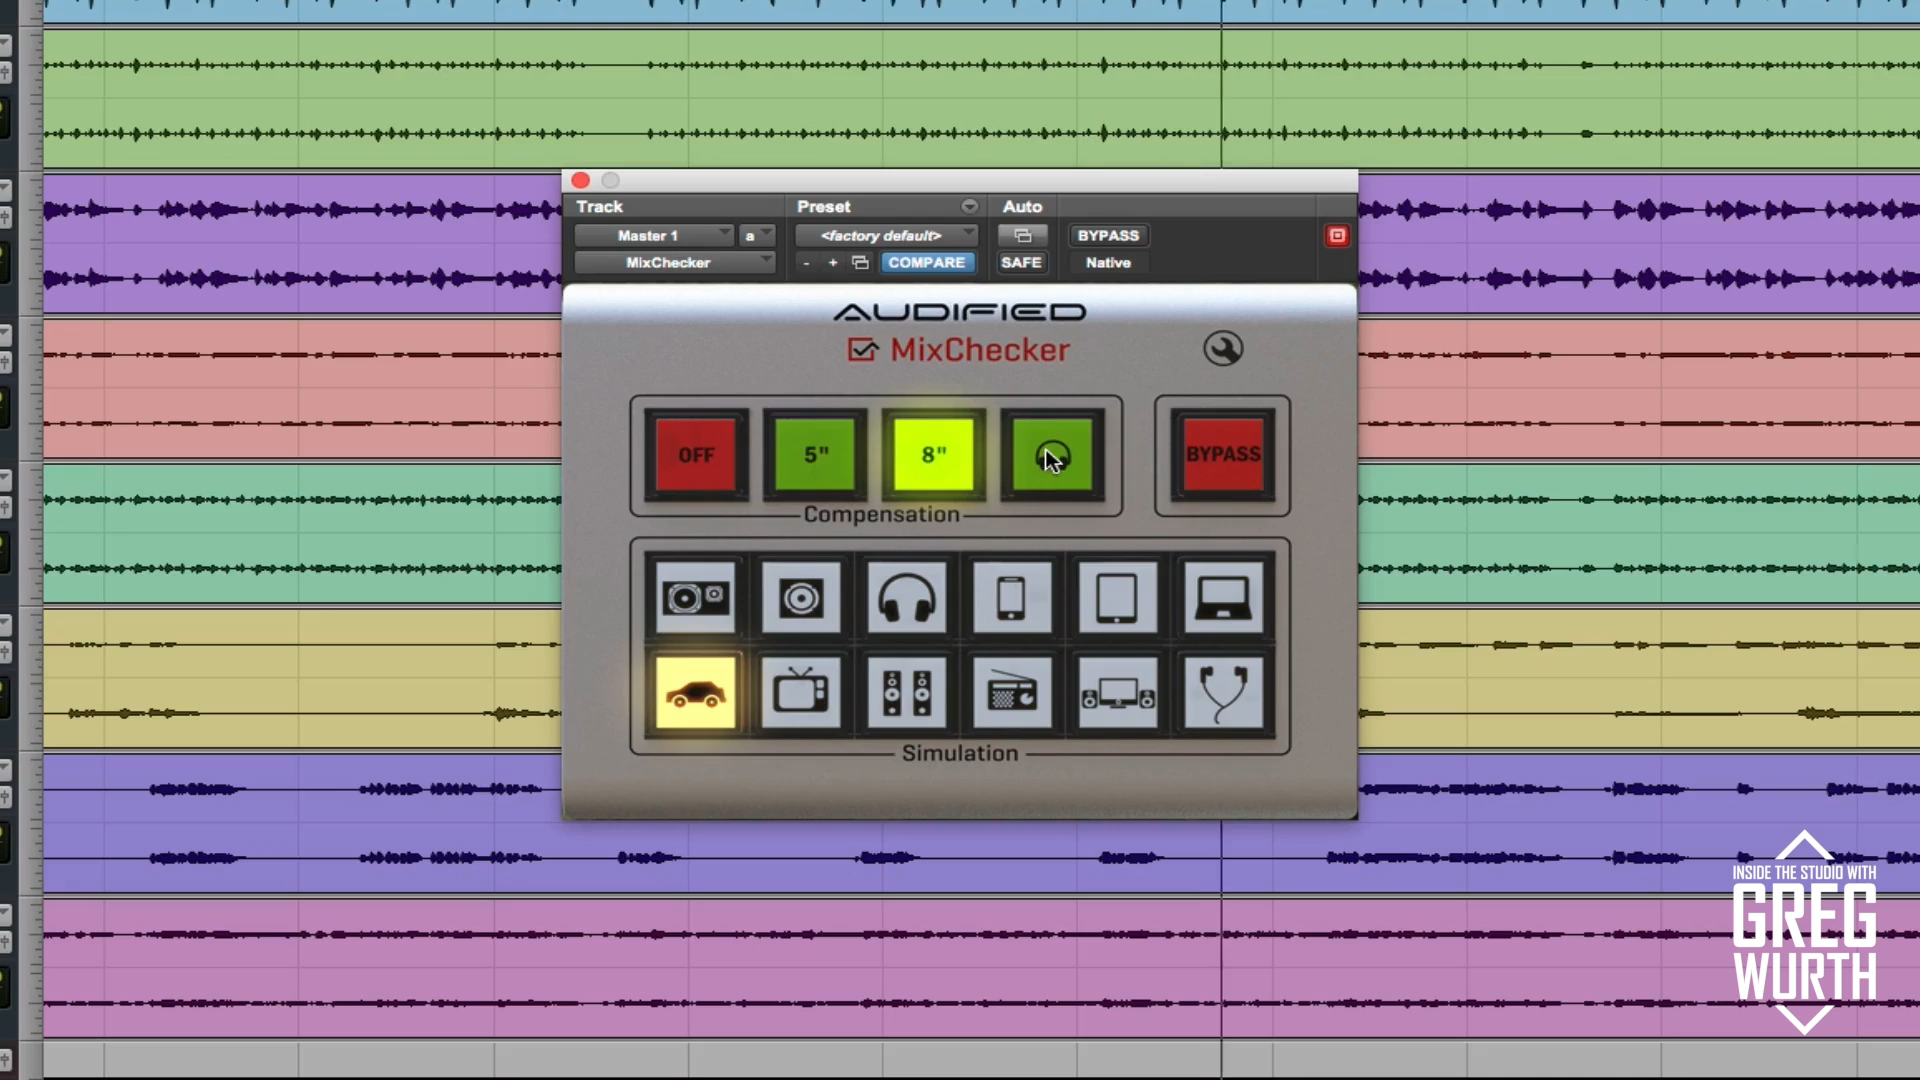 Track
Preset
Auto
Master 1
a
<factory default>
BYPASS
MixChecker
-
+
COMPARE
SAFE
Native
AUDIFIED
MixChecker
OFF
5"
8"
BYPASS
Compensation
Simulation
INSIDE THE STUDIO WITH
GREG
WURTH